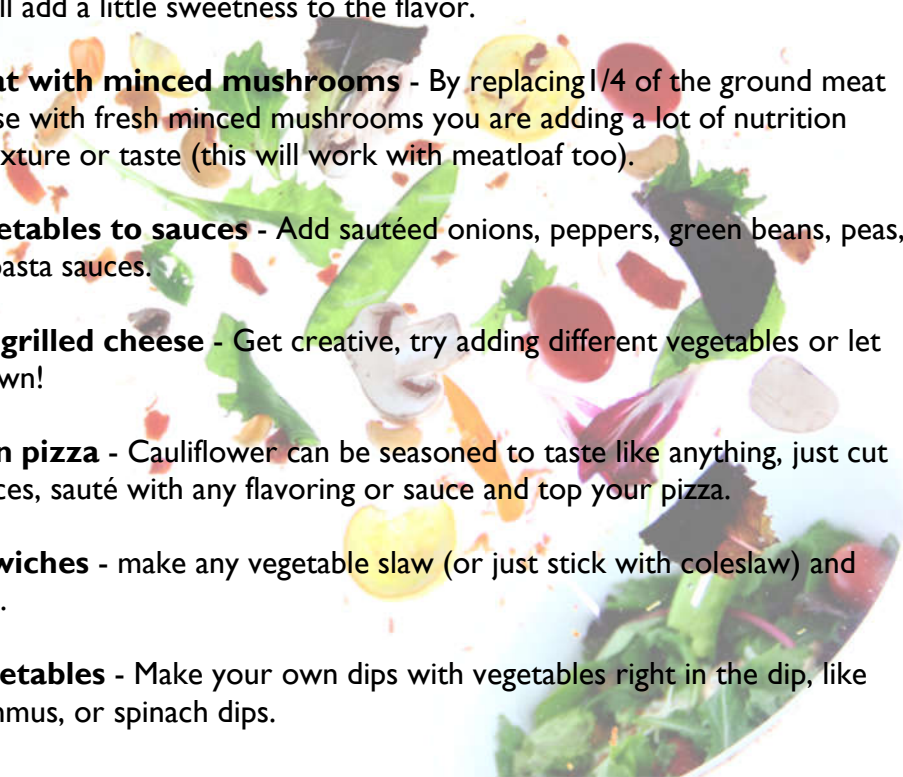 ll add a little sweetness to the flavor.
at with minced mushrooms - By replacing1/4 of the ground meat
se with fresh minced mushrooms you are adding a lot of nutrition
xture or taste (this will work with meatloaf too).
etables to sauces - Add sautéed onions, peppers, green beans, peas,
pasta sauces.
grilled cheese - Get creative, try adding different vegetables or let
wn!
n pizza - Cauliflower can be seasoned to taste like anything, just cut
ces, sauté with any flavoring or sauce and top your pizza.
wiches - make any vegetable slaw (or just stick with coleslaw) and
.
etables - Make your own dips with vegetables right in the dip, like
nmus, or spinach dips.